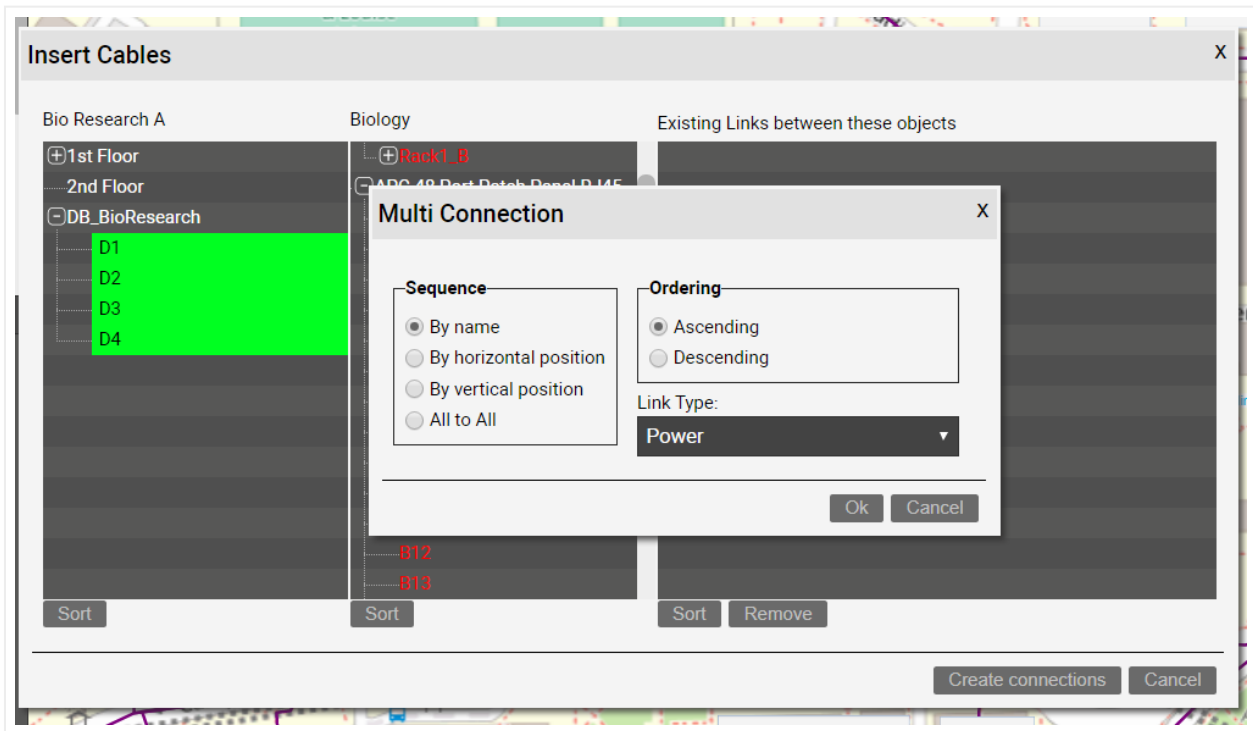 Insert Cables X
Bio Research A
Biology
Existing Links between these objects
1st Floor
2nd Floor
DB_BioResearch
D1
D2
D3
D4
Rack1_B
Multi Connection X
Sequence
By name
By horizontal position
By vertical position
All to All
Ordering
Ascending
Descending
Link Type:
Power
Ok Cancel
B12
B13
Sort
Sort
Sort Remove
Create connections Cancel